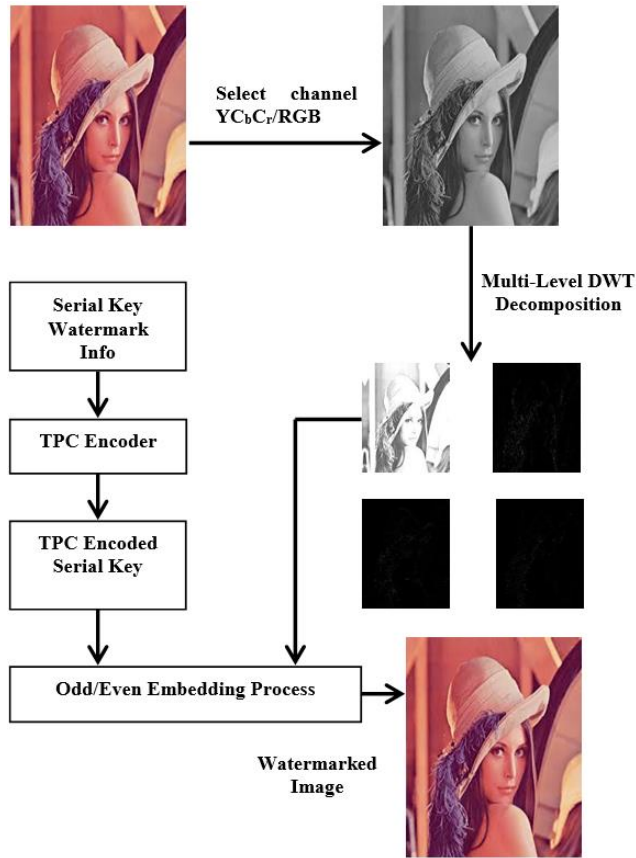 Select channel
YCbCr/RGB
Multi-Level DWT
Decomposition
Serial Key
Watermark
Info
TPC Encoder
TPC Encoded
Serial Key
Odd/Even Embedding Process
Watermarked
Image